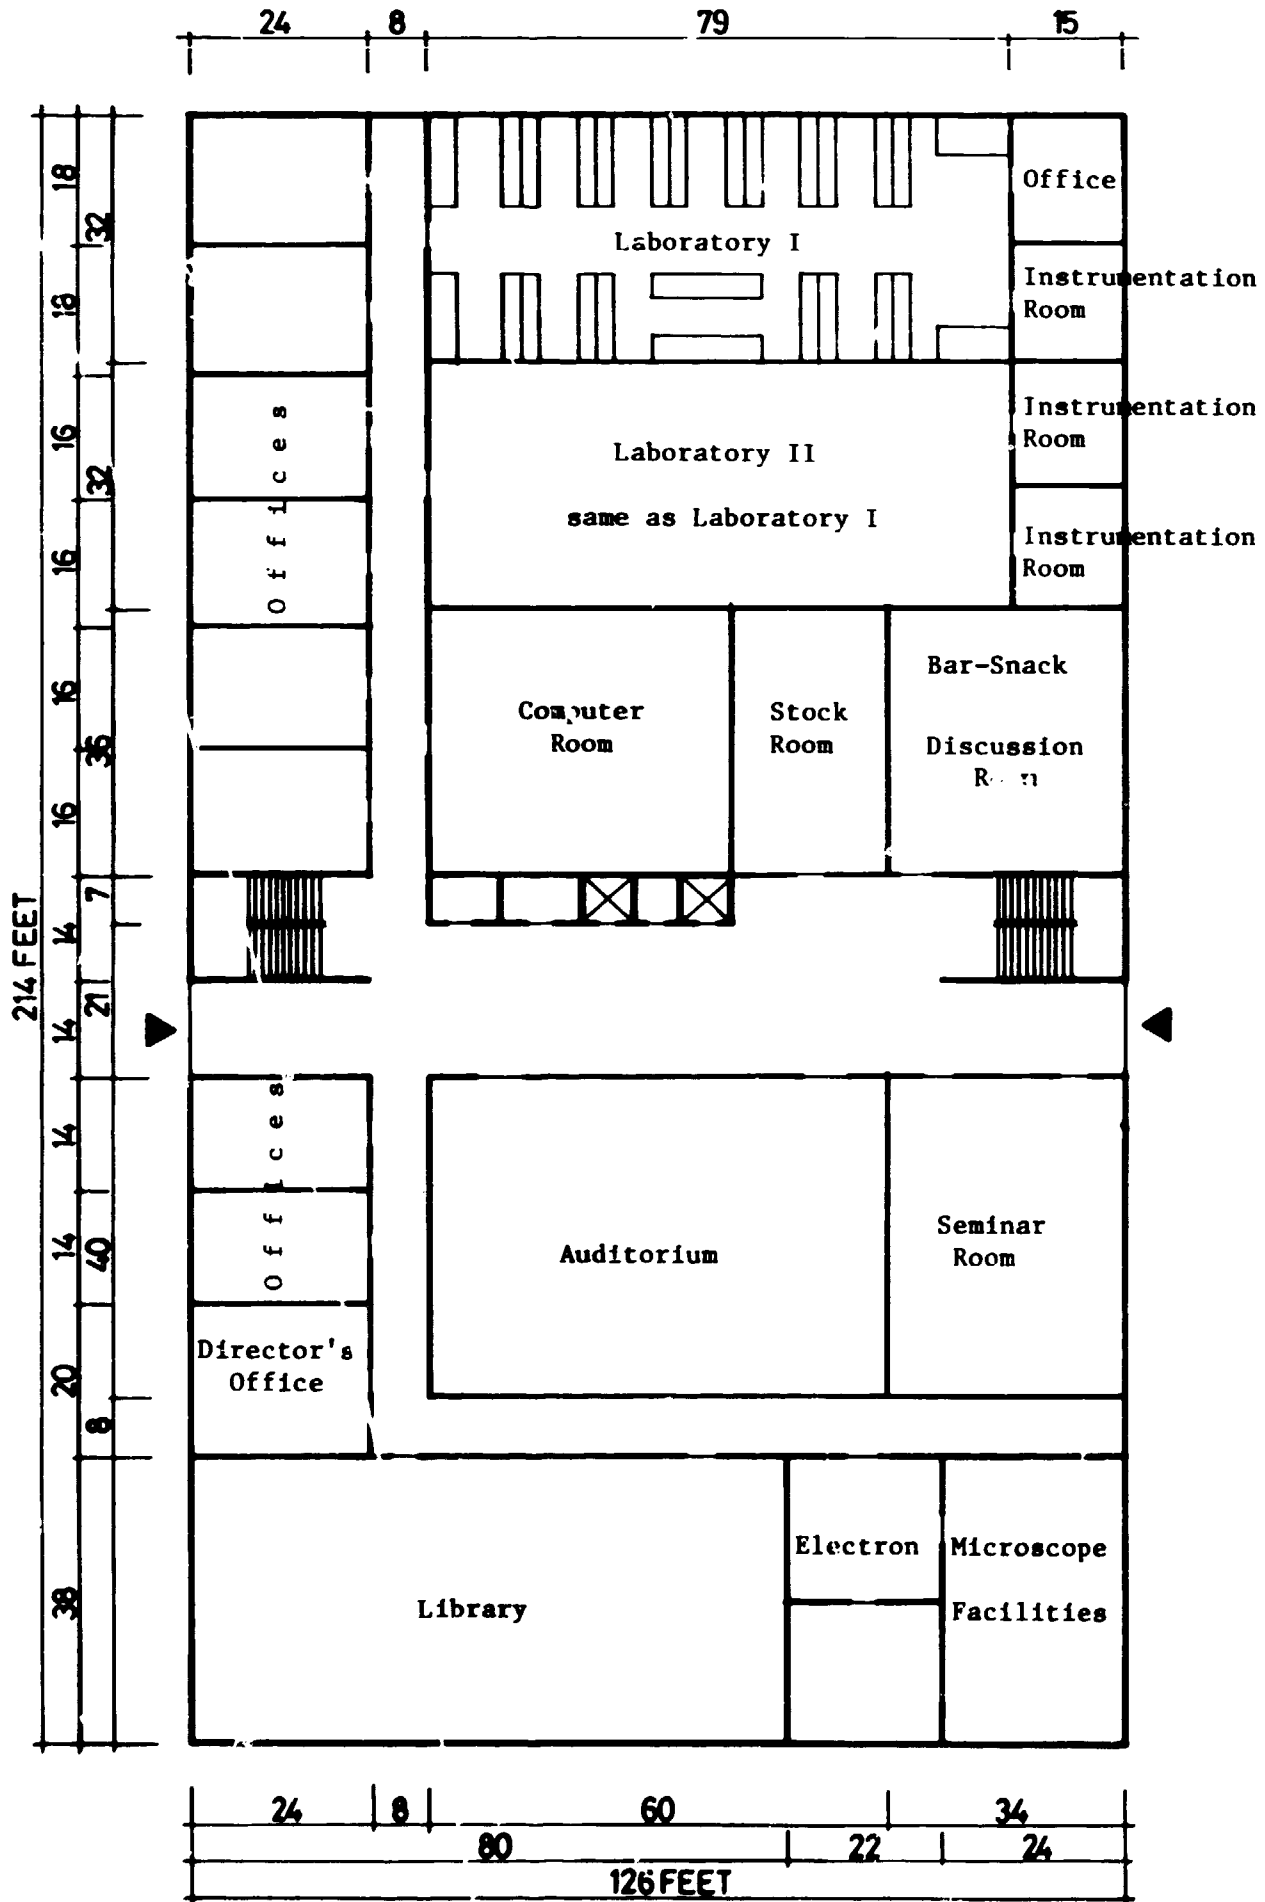 24 8 79 15
18
32
18
16
32
16
16
36
16
7
14
21
14
14
14
40
20
8
38
214 FEET
Office
Laboratory I
Instrumentation
Room
Instrumentation
Room
Laboratory II
same as Laboratory I
Instrumentation
Room
Offices
Bar-Snack
Computer
Room
Stock
Room
Discussion
Offices
Auditorium
Seminar
Room
Director's
Office
Electron
Microscope
Library
Facilities
24 8 60 34
80 22 24
126 FEET